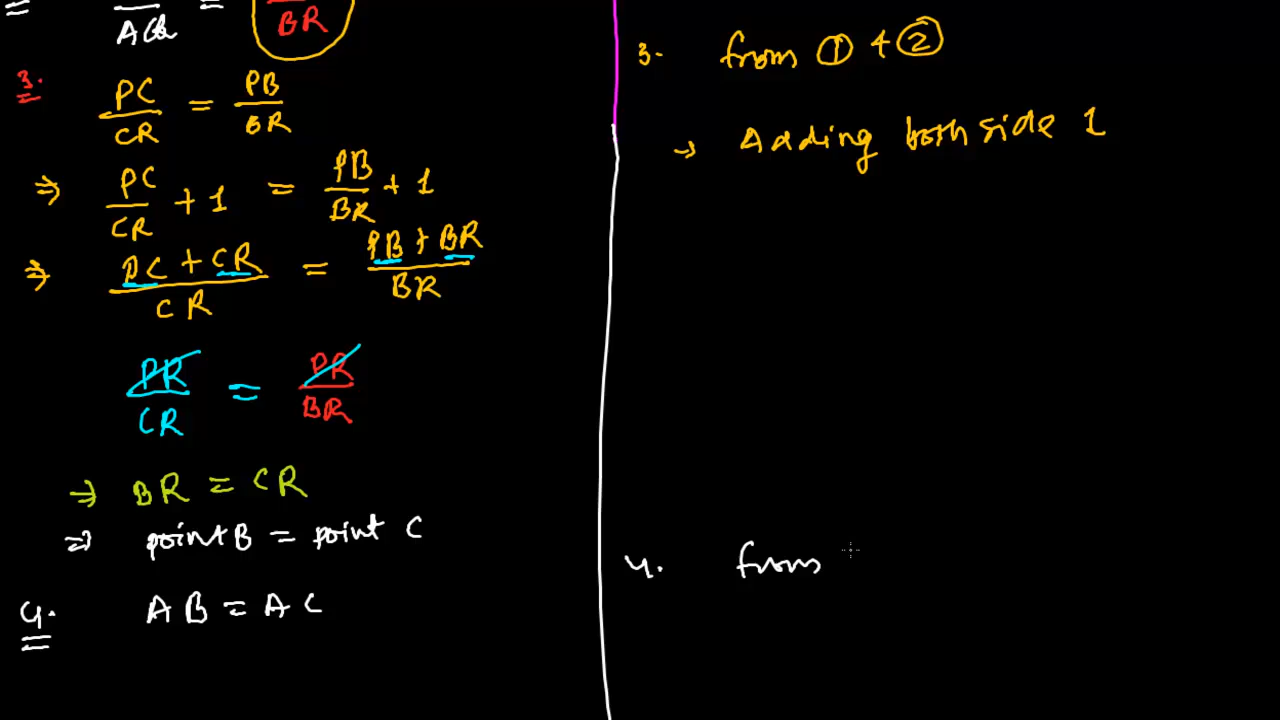 ACR = BR
3. PC/CR = PB/BR
⇒ PC/CR + 1 = PB/BR + 1
⇒ PC + CR/CR = PB + BR/BR
PR/CR = PR/BR
→ BR = CR
⇒ point B = point C
4. AB = AC
3. from ① & ②
→ Adding both side 1
4. from